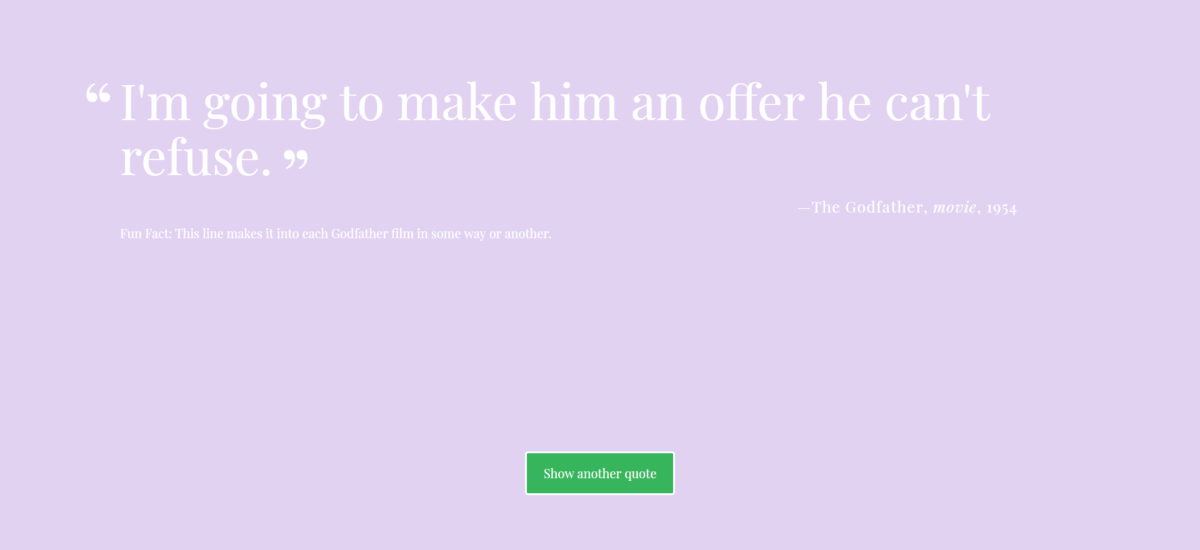 “ I'm going to make him an offer he can't
refuse. ”
—The Godfather, movie, 1954
Fun Fact: This line makes it into each Godfather film in some way or another.
Show another quote